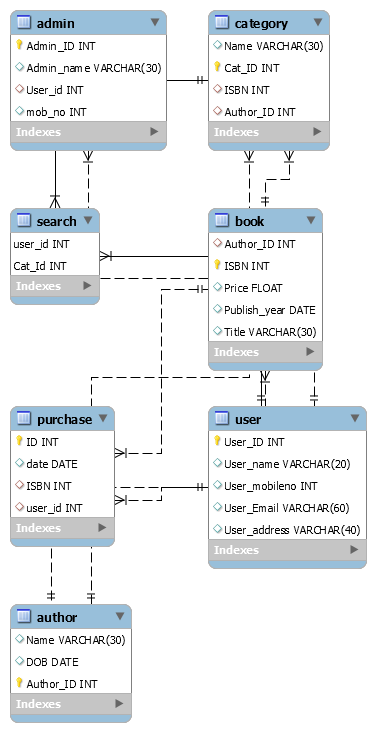 admin
Admin_ID INT
Admin_name VARCHAR(30)
User_id INT
mob_no INT
Indexes
category
Name VARCHAR(30)
Cat_ID INT
ISBN INT
Author_ID INT
Indexes
search
user_id INT
Cat_Id INT
Indexes
book
Author_ID INT
ISBN INT
Price FLOAT
Publish_year DATE
Title VARCHAR(30)
Indexes
purchase
ID INT
date DATE
ISBN INT
user_id INT
Indexes
user
User_ID INT
User_name VARCHAR(20)
User_mobileno INT
User_Email VARCHAR(60)
User_address VARCHAR(40)
Indexes
author
Name VARCHAR(30)
DOB DATE
Author_ID INT
Indexes